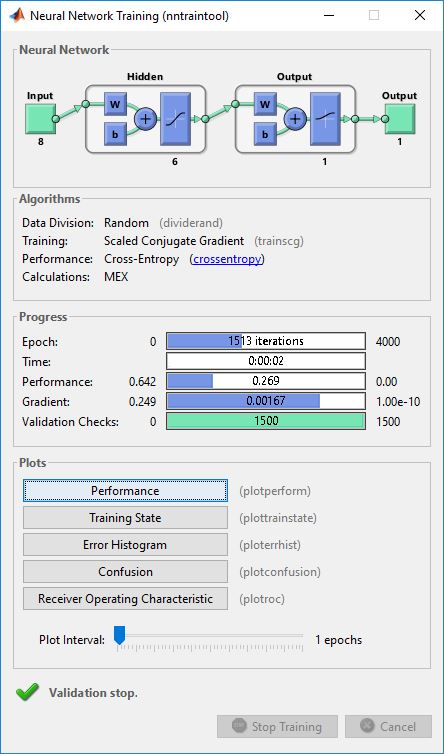 Neural Network Training (nntraintool)
Neural Network
Hidden Output
Input Output
W W
b b
8 6 1 1
Algorithms
Data Division: Random (dividerand)
Training: Scaled Conjugate Gradient (trainscg)
Performance: Cross-Entropy (crossentropy)
Calculations: MEX
Progress
Epoch: 0 1513 iterations 4000
Time: 0:00:02
Performance: 0.642 0.269 0.00
Gradient: 0.249 0.00167 1.00e-10
Validation Checks: 0 1500 1500
Plots
Performance (plotperform)
Training State (plottrainstate)
Error Histogram (ploterrhist)
Confusion (plotconfusion)
Receiver Operating Characteristic (plotroc)
Plot Interval: 1 epochs
Validation stop.
Stop Training Cancel